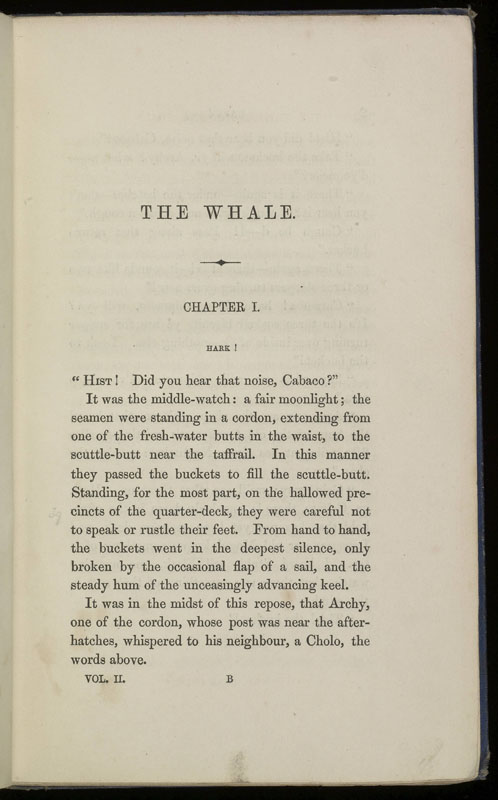 THE WHALE.
CHAPTER I.
HARK!
"HIST! Did you hear that noise, Cabaco?"
It was the middle-watch: a fair moonlight; the
seamen were standing in a cordon, extending from
one of the fresh-water butts in the waist, to the
scuttle-butt near the taffrail. In this manner
they passed the buckets to fill the scuttle-butt.
Standing, for the most part, on the hallowed pre-
cincts of the quarter-deck, they were careful not
to speak or rustle their feet. From hand to hand,
the buckets went in the deepest silence, only
broken by the occasional flap of a sail, and the
steady hum of the unceasingly advancing keel.
It was in the midst of this repose, that Archy,
one of the cordon, whose post was near the after-
hatches, whispered to his neighbour, a Cholo, the
words above.
VOL. II. B